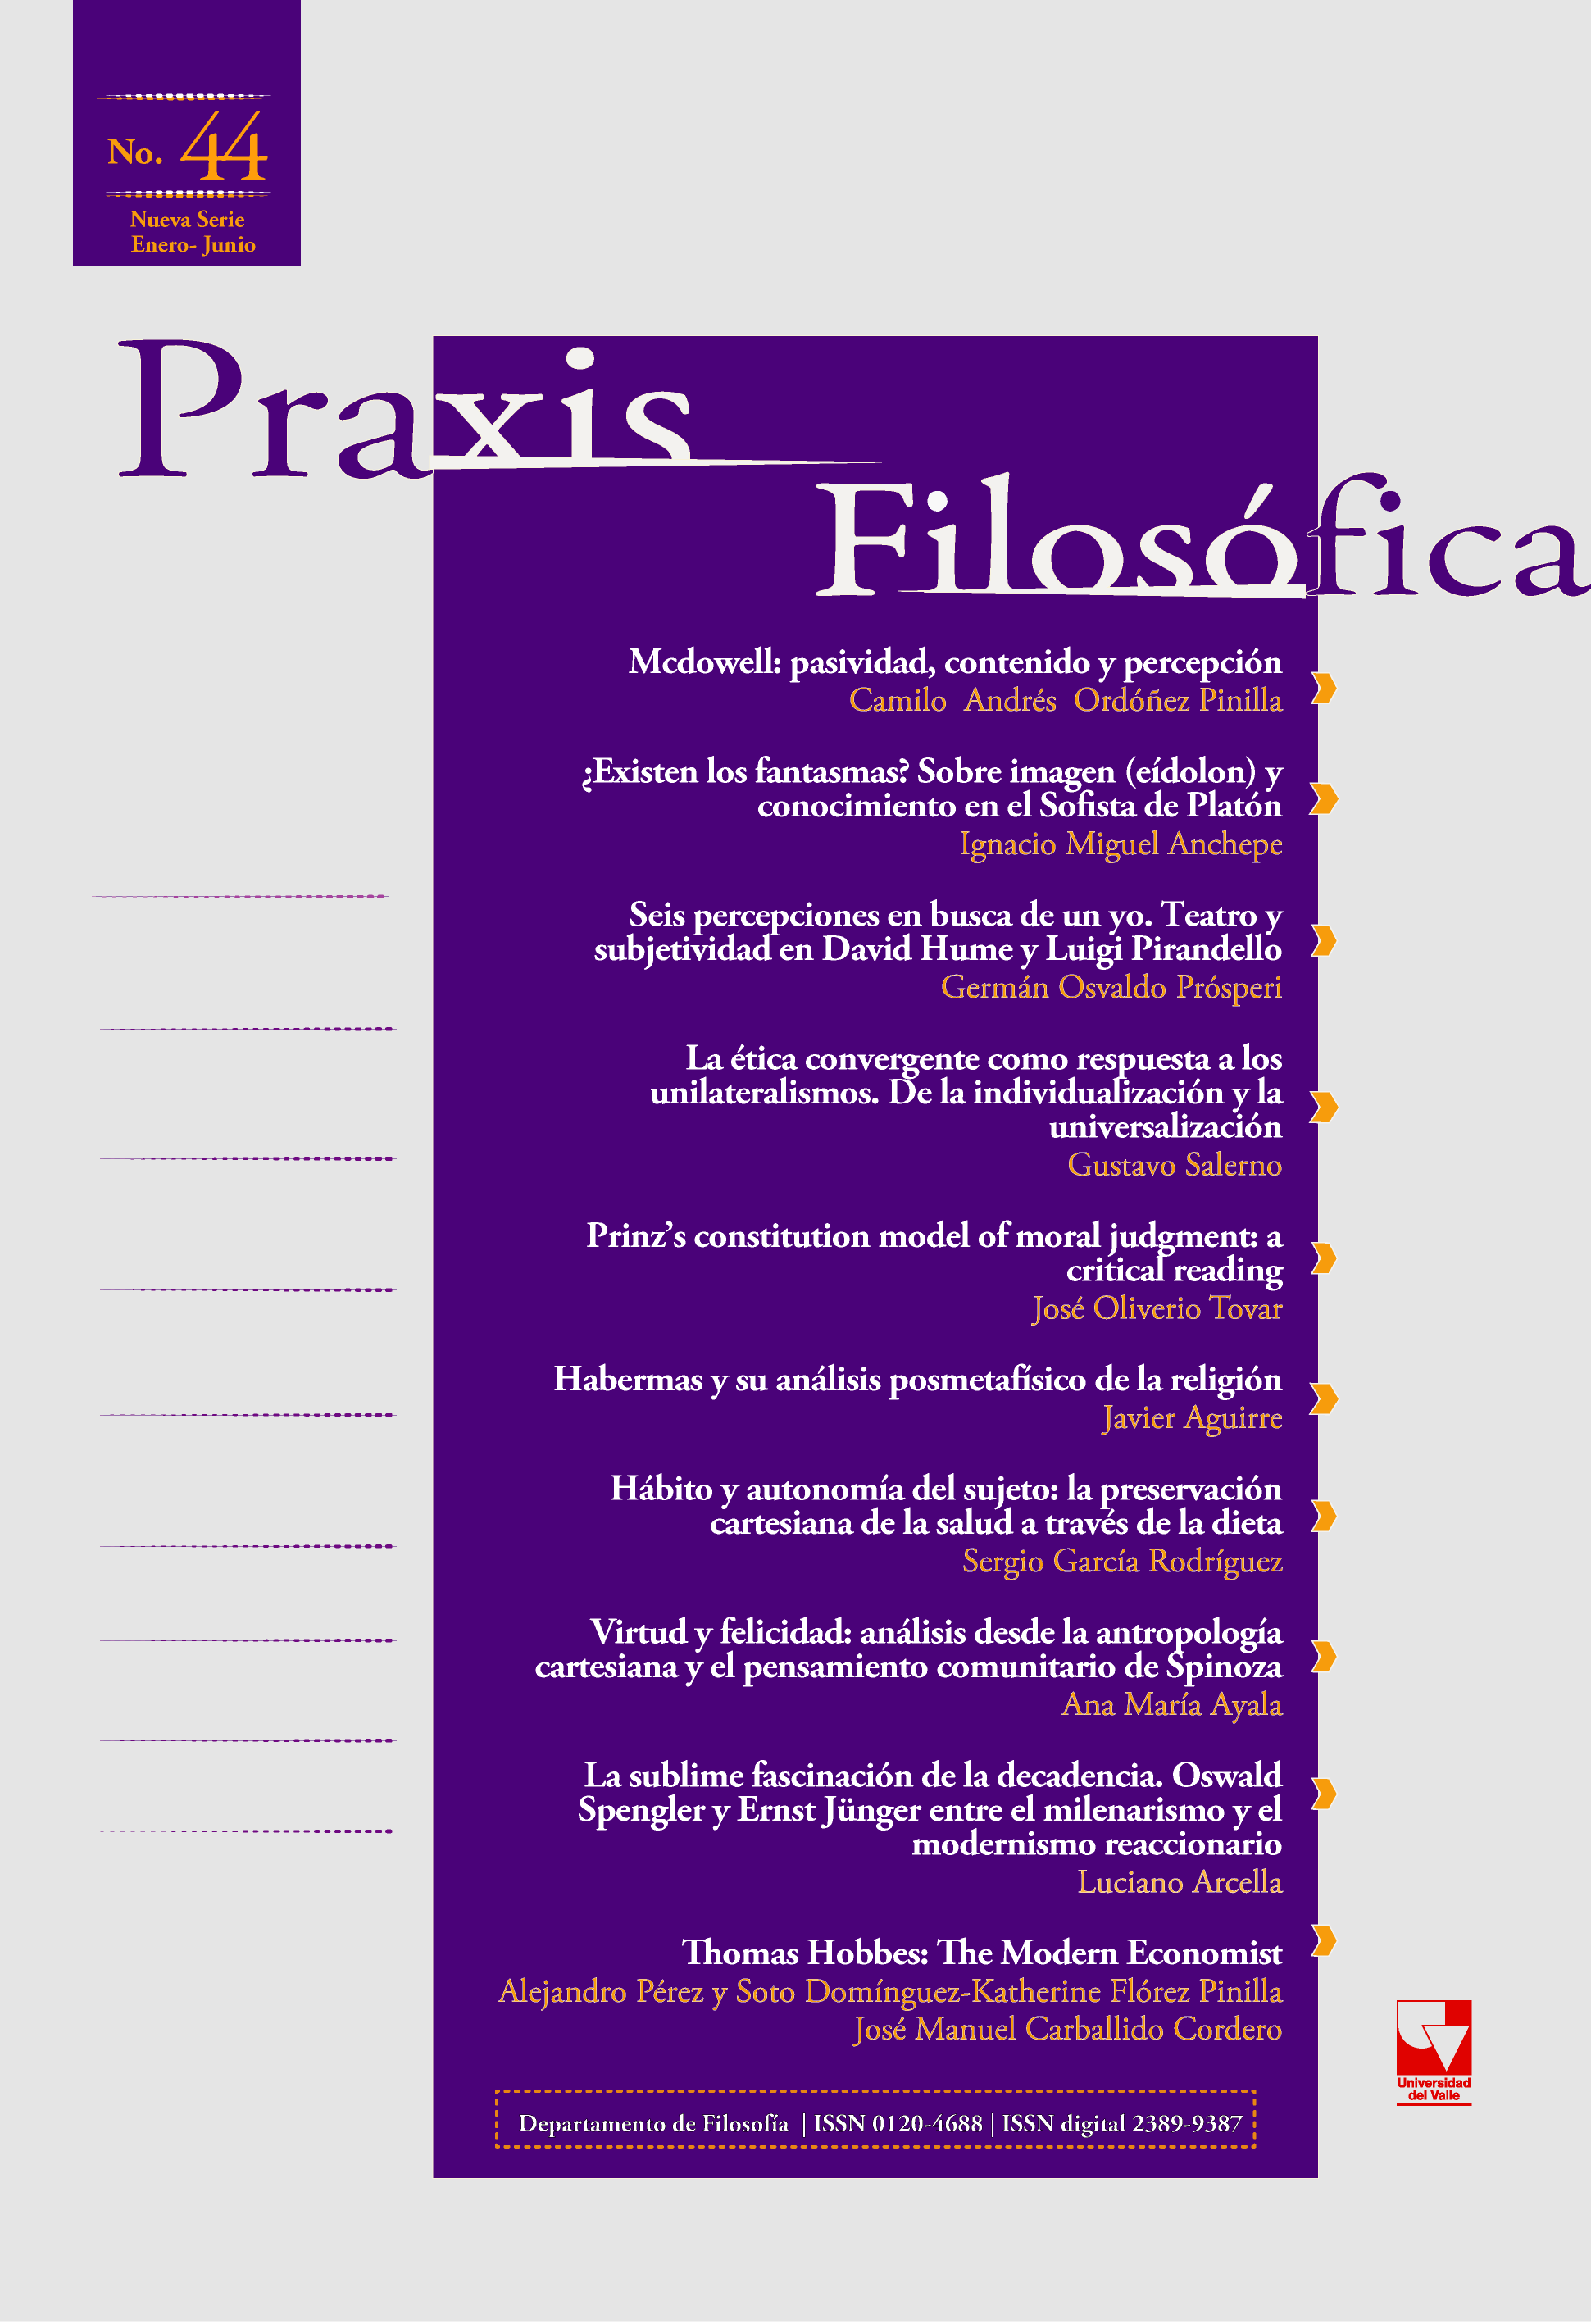 No. 44
Nueva Serie
Enero- Junio
Praxis
Filosófica
Mcdowell: pasividad, contenido y percepción
Camilo Andrés Ordóñez Pinilla
¿Existen los fantasmas? Sobre imagen (eídolon) y
conocimiento en el Sofista de Platón
Ignacio Miguel Anchepe
Seis percepciones en busca de un yo. Teatro y
subjetividad en David Hume y Luigi Pirandello
Germán Osvaldo Prósperi
La ética convergente como respuesta a los
unilateralismos. De la individualización y la
universalización
Gustavo Salerno
Prinz’s constitution model of moral judgment: a
critical reading
José Oliverio Tovar
Habermas y su análisis posmetafísico de la religión
Javier Aguirre
Hábito y autonomía del sujeto: la preservación
cartesiana de la salud a través de la dieta
Sergio García Rodríguez
Virtud y felicidad: análisis desde la antropología
cartesiana y el pensamiento comunitario de Spinoza
Ana María Ayala
La sublime fascinación de la decadencia. Oswald
Spengler y Ernst Jünger entre el milenarismo y el
modernismo reaccionario
Luciano Arcella
Thomas Hobbes: The Modern Economist
Alejandro Pérez y Soto Domínguez-Katherine Flórez Pinilla
José Manuel Carballido Cordero
Universidad
del Valle
Departamento de Filosofía | ISSN 0120-4688 | ISSN digital 2389-9387